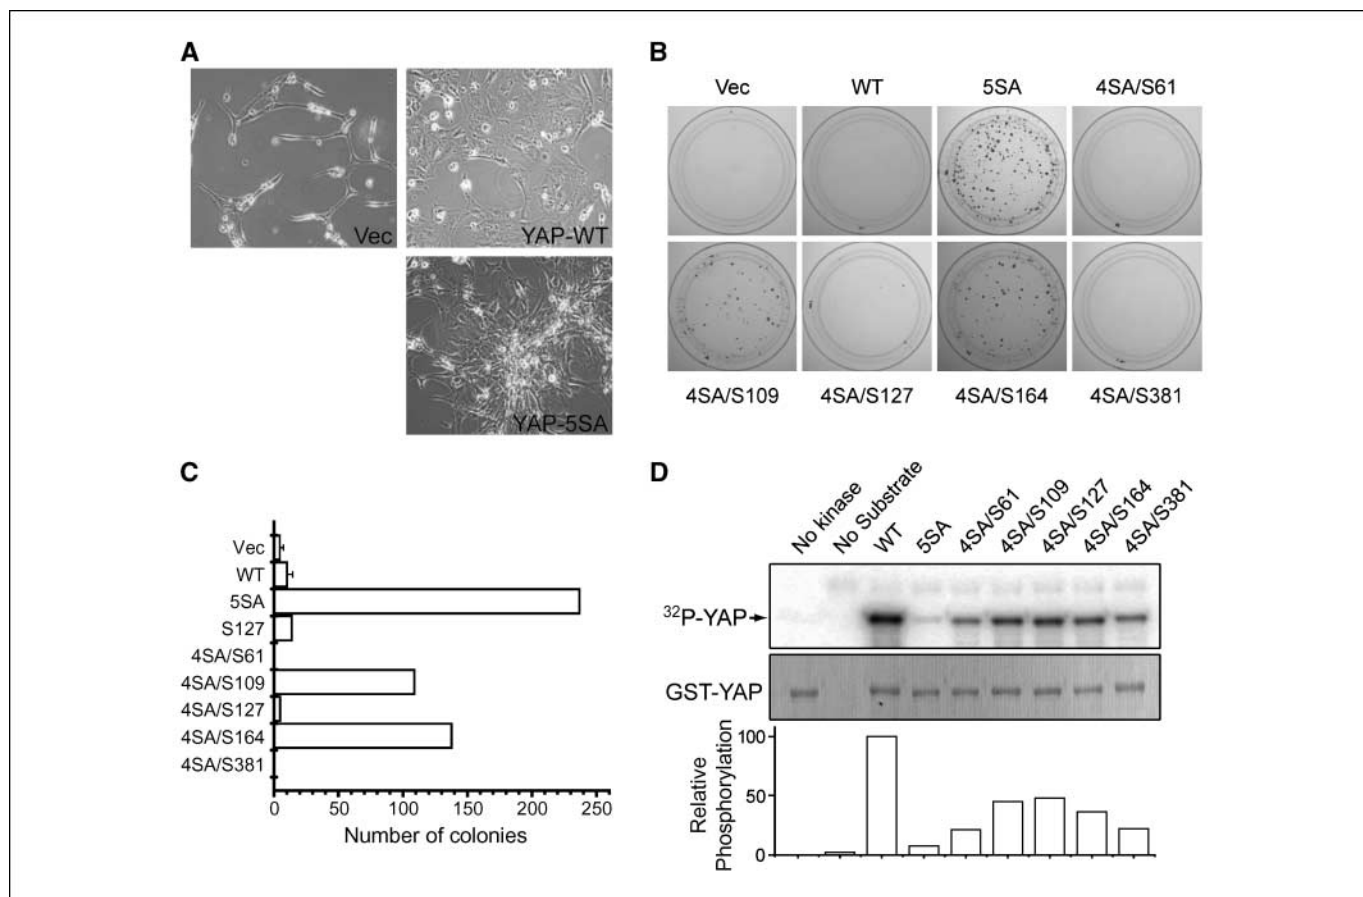 A
Vec
YAP-WT
YAP-5SA
B
Vec WT 5SA 4SA/S61
4SA/S109 4SA/S127 4SA/S164 4SA/S381
C
Vec
WT
5SA
S127
4SA/S61
4SA/S109
4SA/S127
4SA/S164
4SA/S381
0 50 100 150 200 250
Number of colonies
D
No kinase
No Substrate
WT
5SA
4SA/S61
4SA/S109
4SA/S127
4SA/S164
4SA/S381
³²P-YAP
GST-YAP
Relative
Phosphorylation
100
50
0